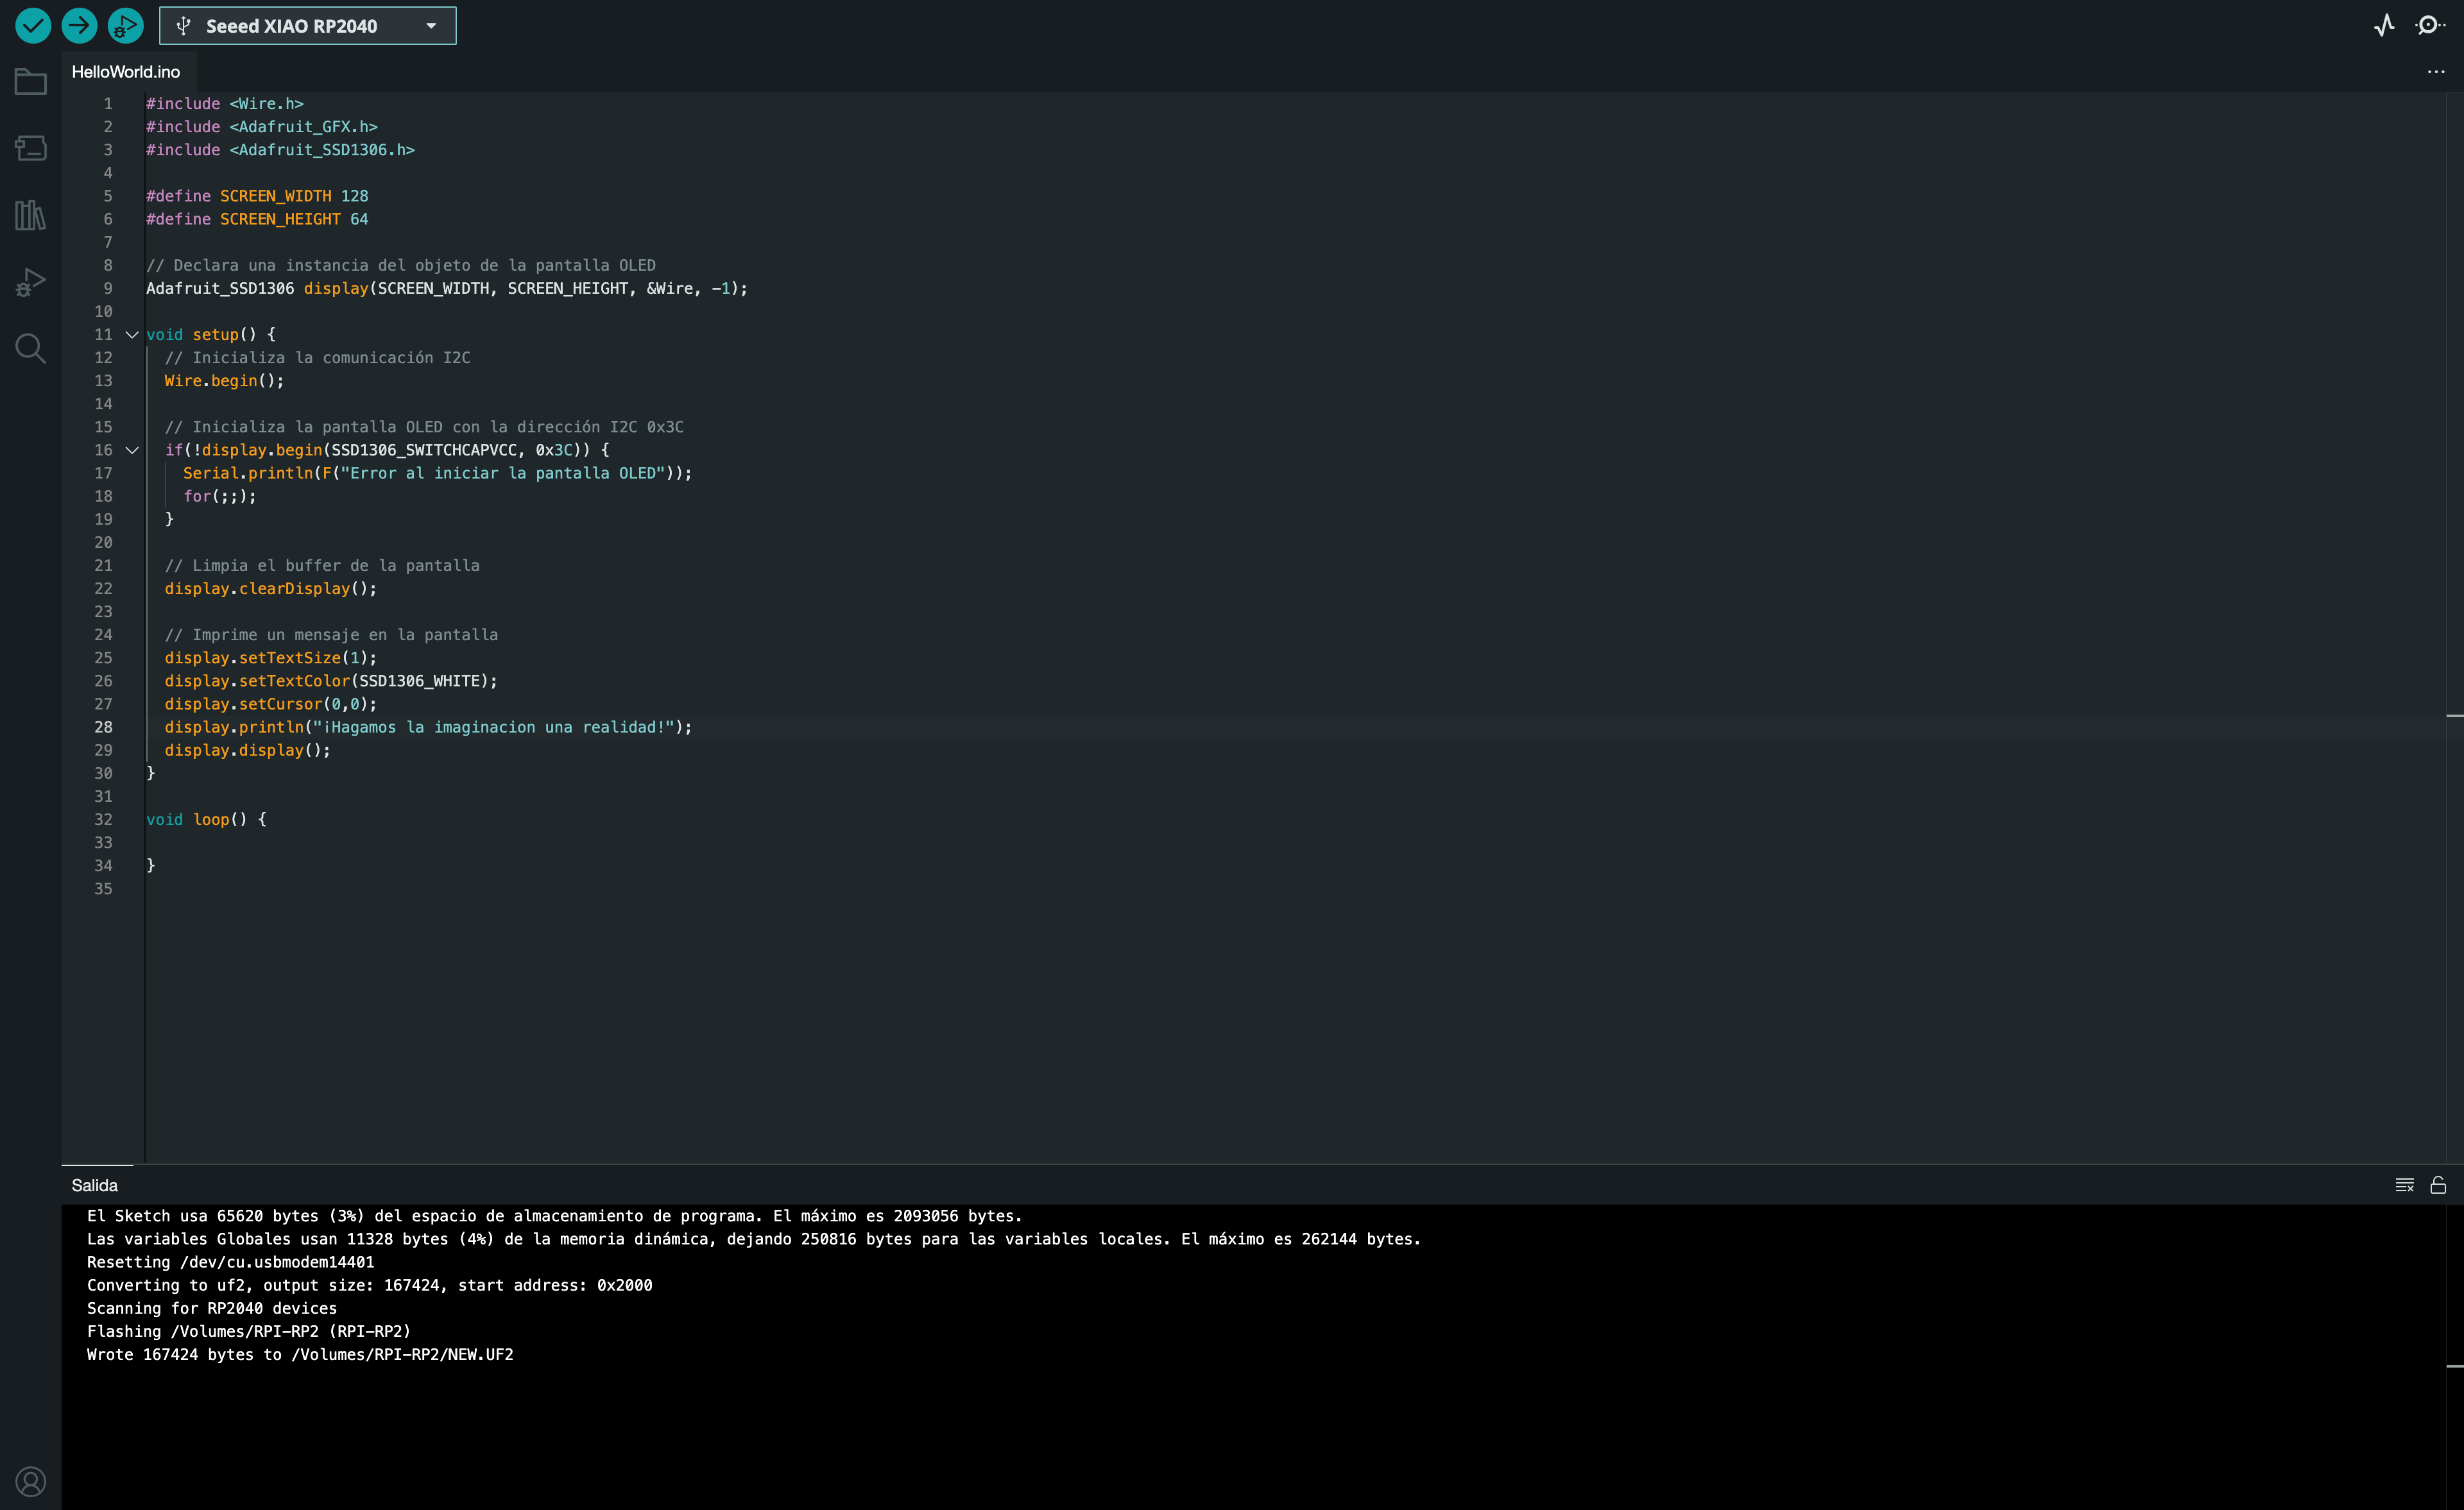 Seeed XIAO RP2040
HelloWorld.ino
1 #include <Wire.h>
2 #include <Adafruit_GFX.h>
3 #include <Adafruit_SSD1306.h>
4
5 #define SCREEN_WIDTH 128
6 #define SCREEN_HEIGHT 64
7
8 // Declara una instancia del objeto de la pantalla OLED
9 Adafruit_SSD1306 display(SCREEN_WIDTH, SCREEN_HEIGHT, &Wire, -1);
10
11 void setup() {
12 // Inicializa la comunicación I2C
13 Wire.begin();
14
15 // Inicializa la pantalla OLED con la dirección I2C 0x3C
16 if(!display.begin(SSD1306_SWITCHCAPVCC, 0x3C)) {
17 Serial.println(F("Error al iniciar la pantalla OLED"));
18 for(;;);
19 }
20
21 // Limpia el buffer de la pantalla
22 display.clearDisplay();
23
24 // Imprime un mensaje en la pantalla
25 display.setTextSize(1);
26 display.setTextColor(SSD1306_WHITE);
27 display.setCursor(0,0);
28 display.println("¡Hagamos la imaginacion una realidad!");
29 display.display();
30 }
31
32 void loop() {
33
34 }
35
Salida
El Sketch usa 65620 bytes (3%) del espacio de almacenamiento de programa. El máximo es 2093056 bytes.
Las variables Globales usan 11328 bytes (4%) de la memoria dinámica, dejando 250816 bytes para las variables locales. El máximo es 262144 bytes.
Resetting /dev/cu.usbmodem14401
Converting to uf2, output size: 167424, start address: 0x2000
Scanning for RP2040 devices
Flashing /Volumes/RPI-RP2 (RPI-RP2)
Wrote 167424 bytes to /Volumes/RPI-RP2/NEW.UF2